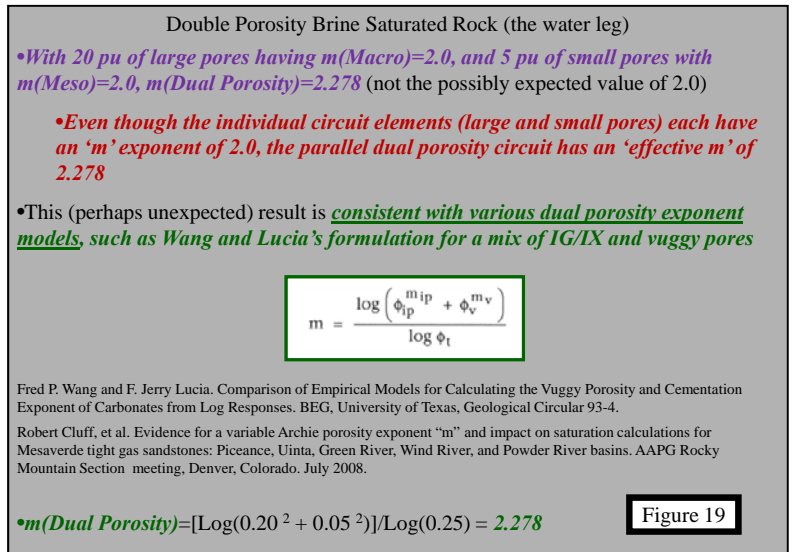 Double Porosity Brine Saturated Rock (the water leg)
•With 20 pu of large pores having m(Macro)=2.0, and 5 pu of small pores with
m(Meso)=2.0, m(Dual Porosity)=2.278 (not the possibly expected value of 2.0)
•Even though the individual circuit elements (large and small pores) each have
an ‘m’ exponent of 2.0, the parallel dual porosity circuit has an ‘effective m’ of
2.278
•This (perhaps unexpected) result is consistent with various dual porosity exponent
models, such as Wang and Lucia’s formulation for a mix of IG/IX and vuggy pores
m = log ( ϕ_ip^m_ip + ϕ_v^m_v ) / log ϕ_t
Fred P. Wang and F. Jerry Lucia. Comparison of Empirical Models for Calculating the Vuggy Porosity and Cementation
Exponent of Carbonates from Log Responses. BEG, University of Texas, Geological Circular 93-4.
Robert Cluff, et al. Evidence for a variable Archie porosity exponent “m” and impact on saturation calculations for
Mesaverde tight gas sandstones: Piceance, Uinta, Green River, Wind River, and Powder River basins. AAPG Rocky
Mountain Section meeting, Denver, Colorado. July 2008.
•m(Dual Porosity)=[Log(0.20 ² + 0.05 ²)]/Log(0.25) = 2.278
Figure 19